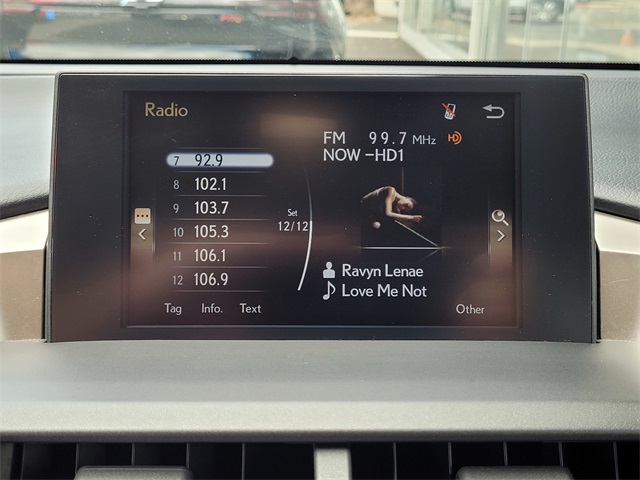 Radio
7 92.9
8 102.1
9 103.7
10 105.3
11 106.1
12 106.9
Set
12/12
Tag Info. Text
FM 99.7 MHz HD
NOW -HD1
Ravyn Lenae
Love Me Not
Other